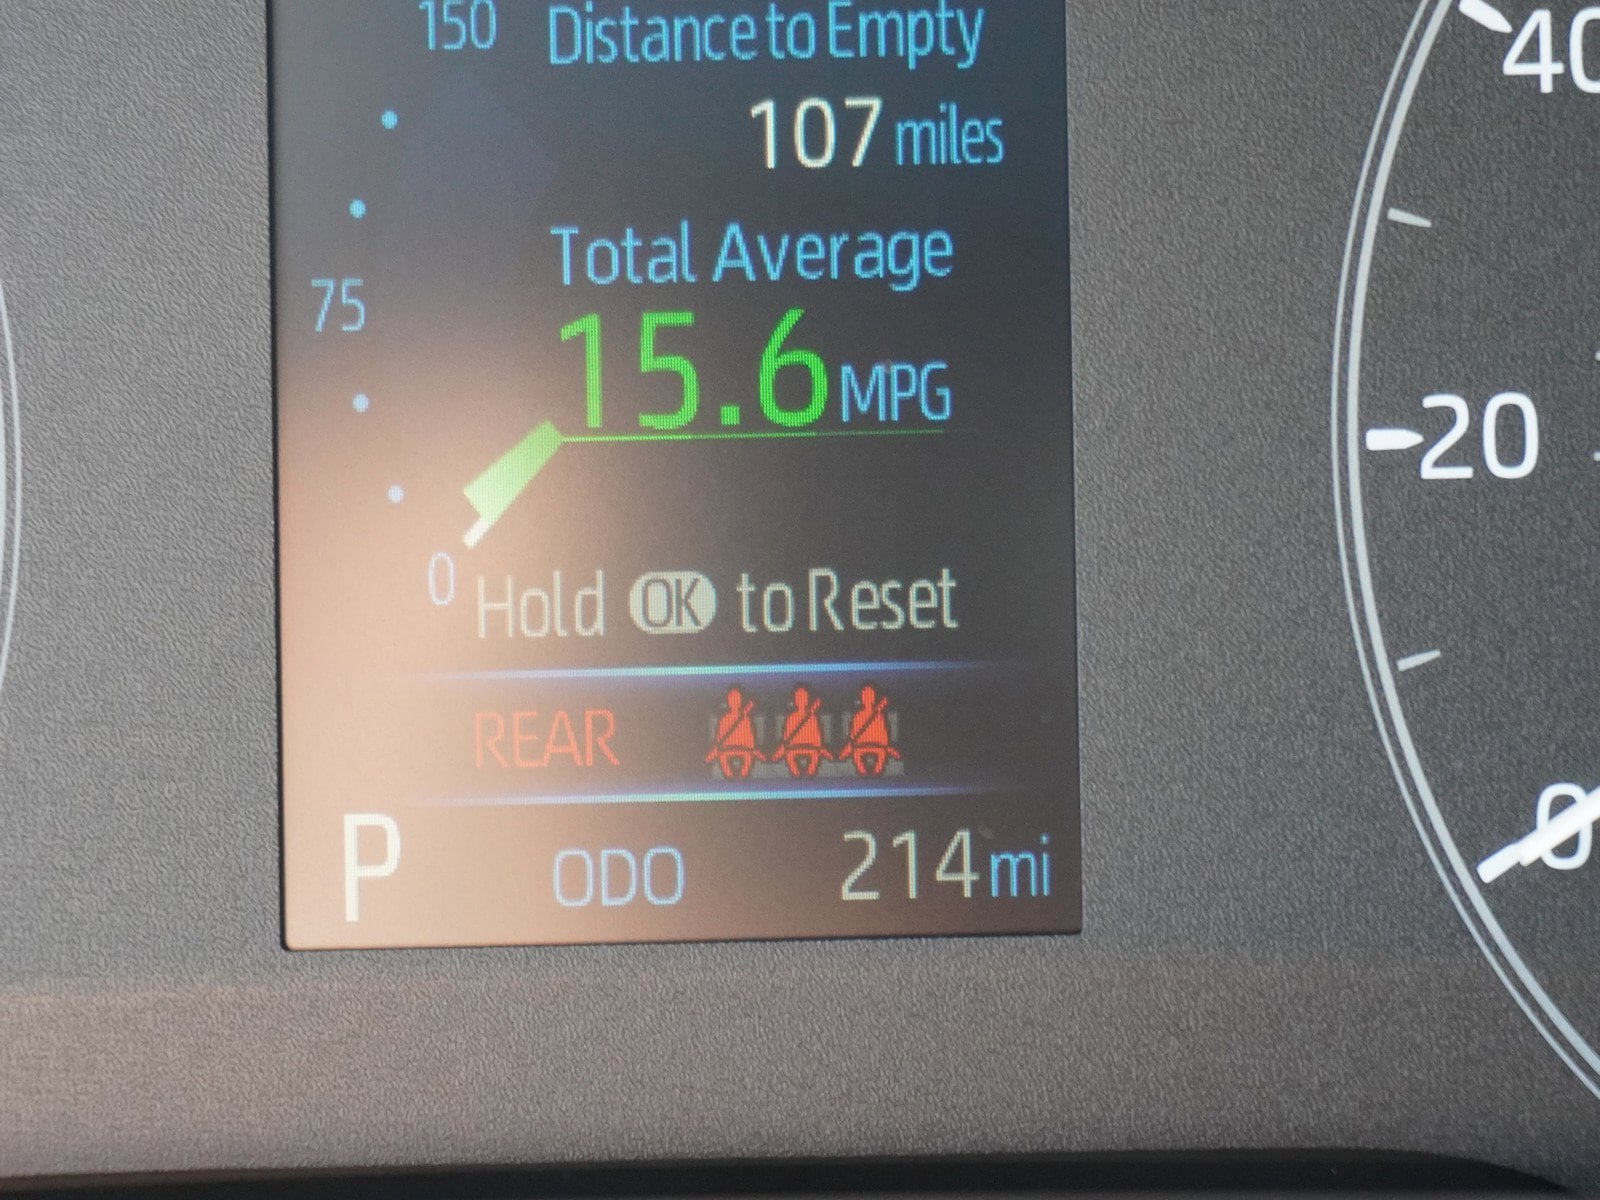 150 Distance to Empty
107 miles
Total Average
75
15.6 MPG
0 Hold OK to Reset
REAR
P ODO 214 mi
40
20
0